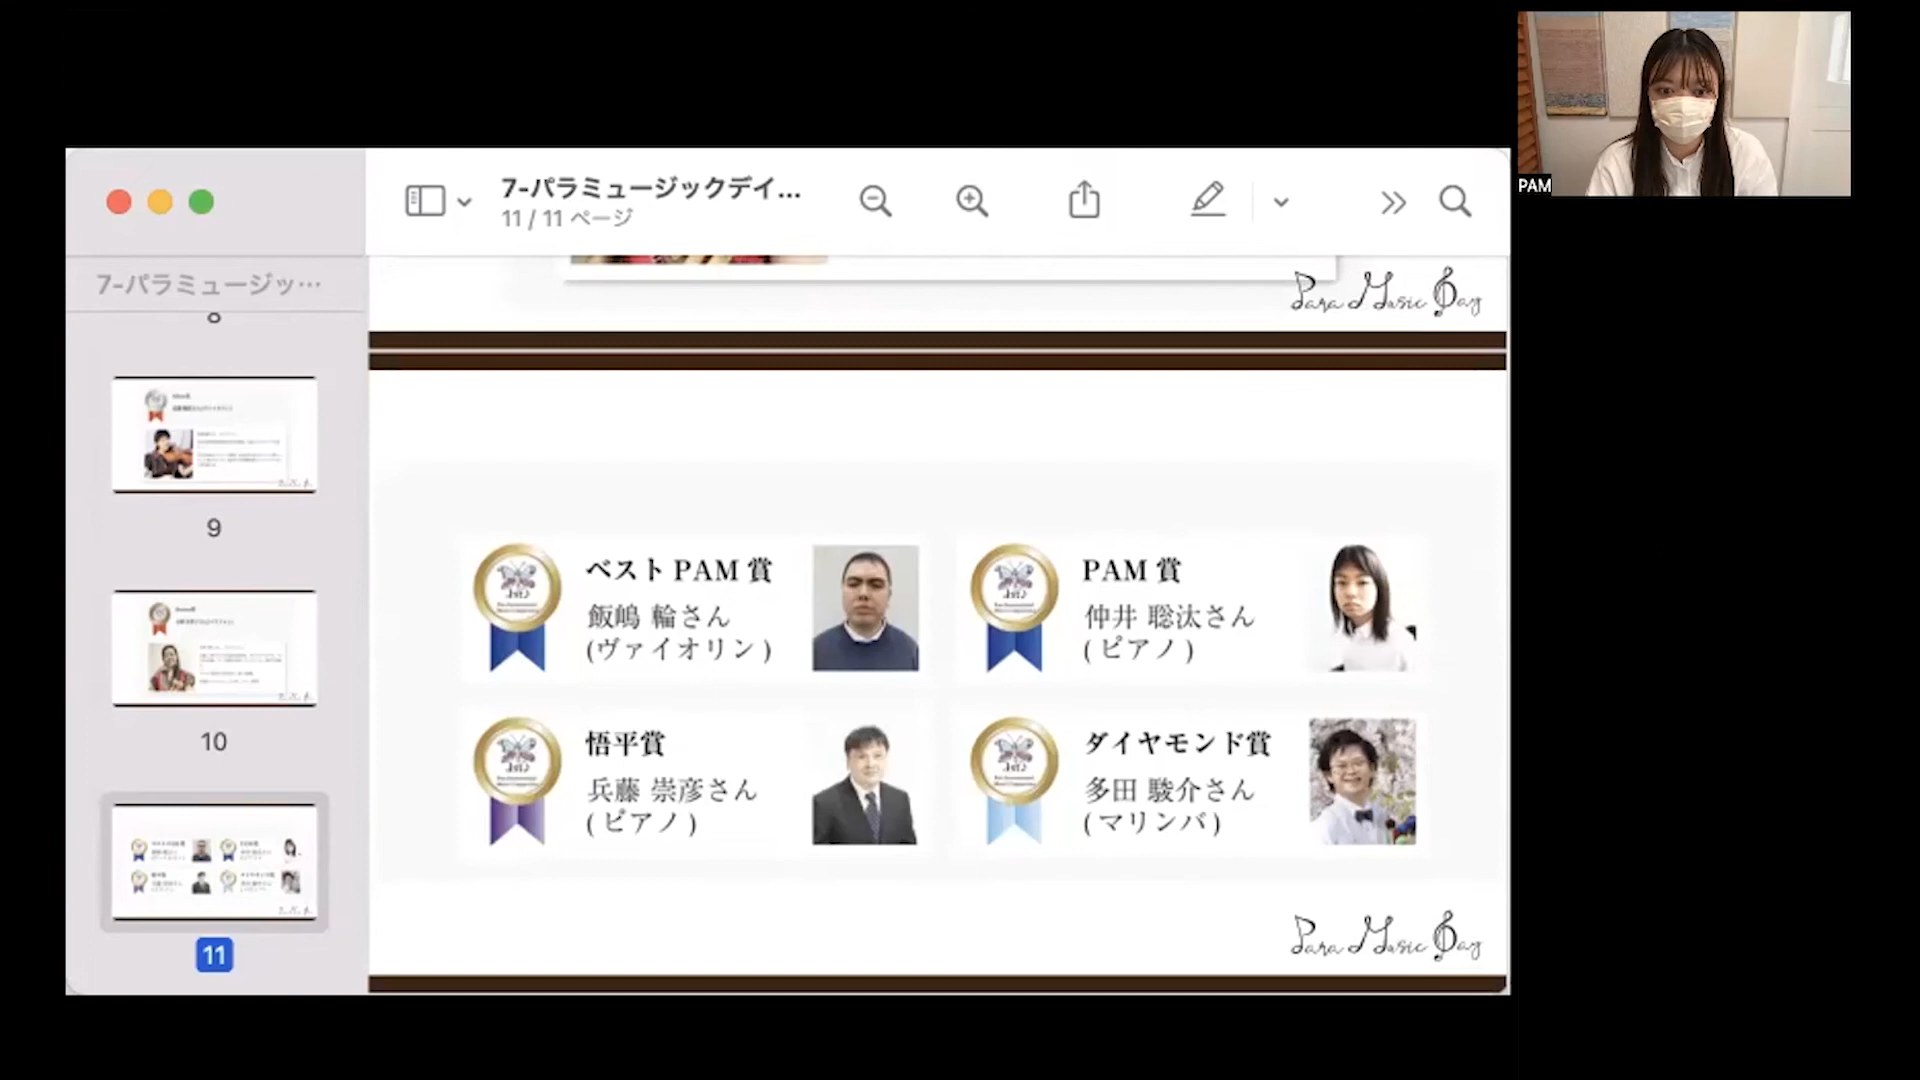 PAM
7-パラミュージックデイ...
11 / 11 ページ
7-パラミュージッ…
Para Music Day
9
10
11
ベスト PAM 賞
飯嶋 輪さん
(ヴァイオリン)
PAM 賞
仲井 聡汰さん
(ピアノ)
悟平賞
兵藤 崇彦さん
(ピアノ)
ダイヤモンド賞
多田 駿介さん
(マリンバ)
Para Music Day